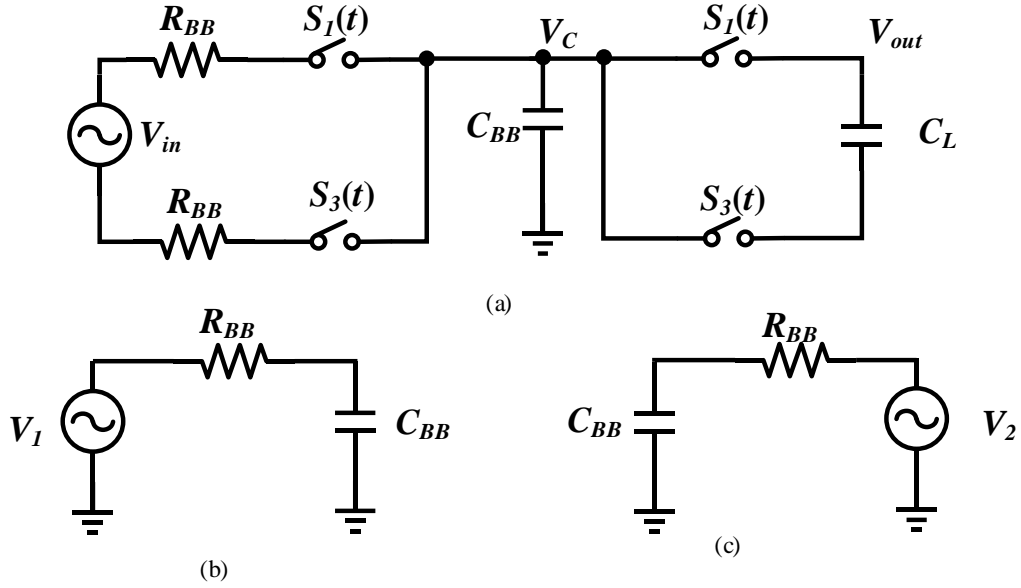 R_BB S_1(t) V_C S_1(t) V_out
V_in C_BB C_L
R_BB S_3(t) S_3(t)
(a)
R_BB R_BB
V_1 C_BB C_BB V_2
(b) (c)